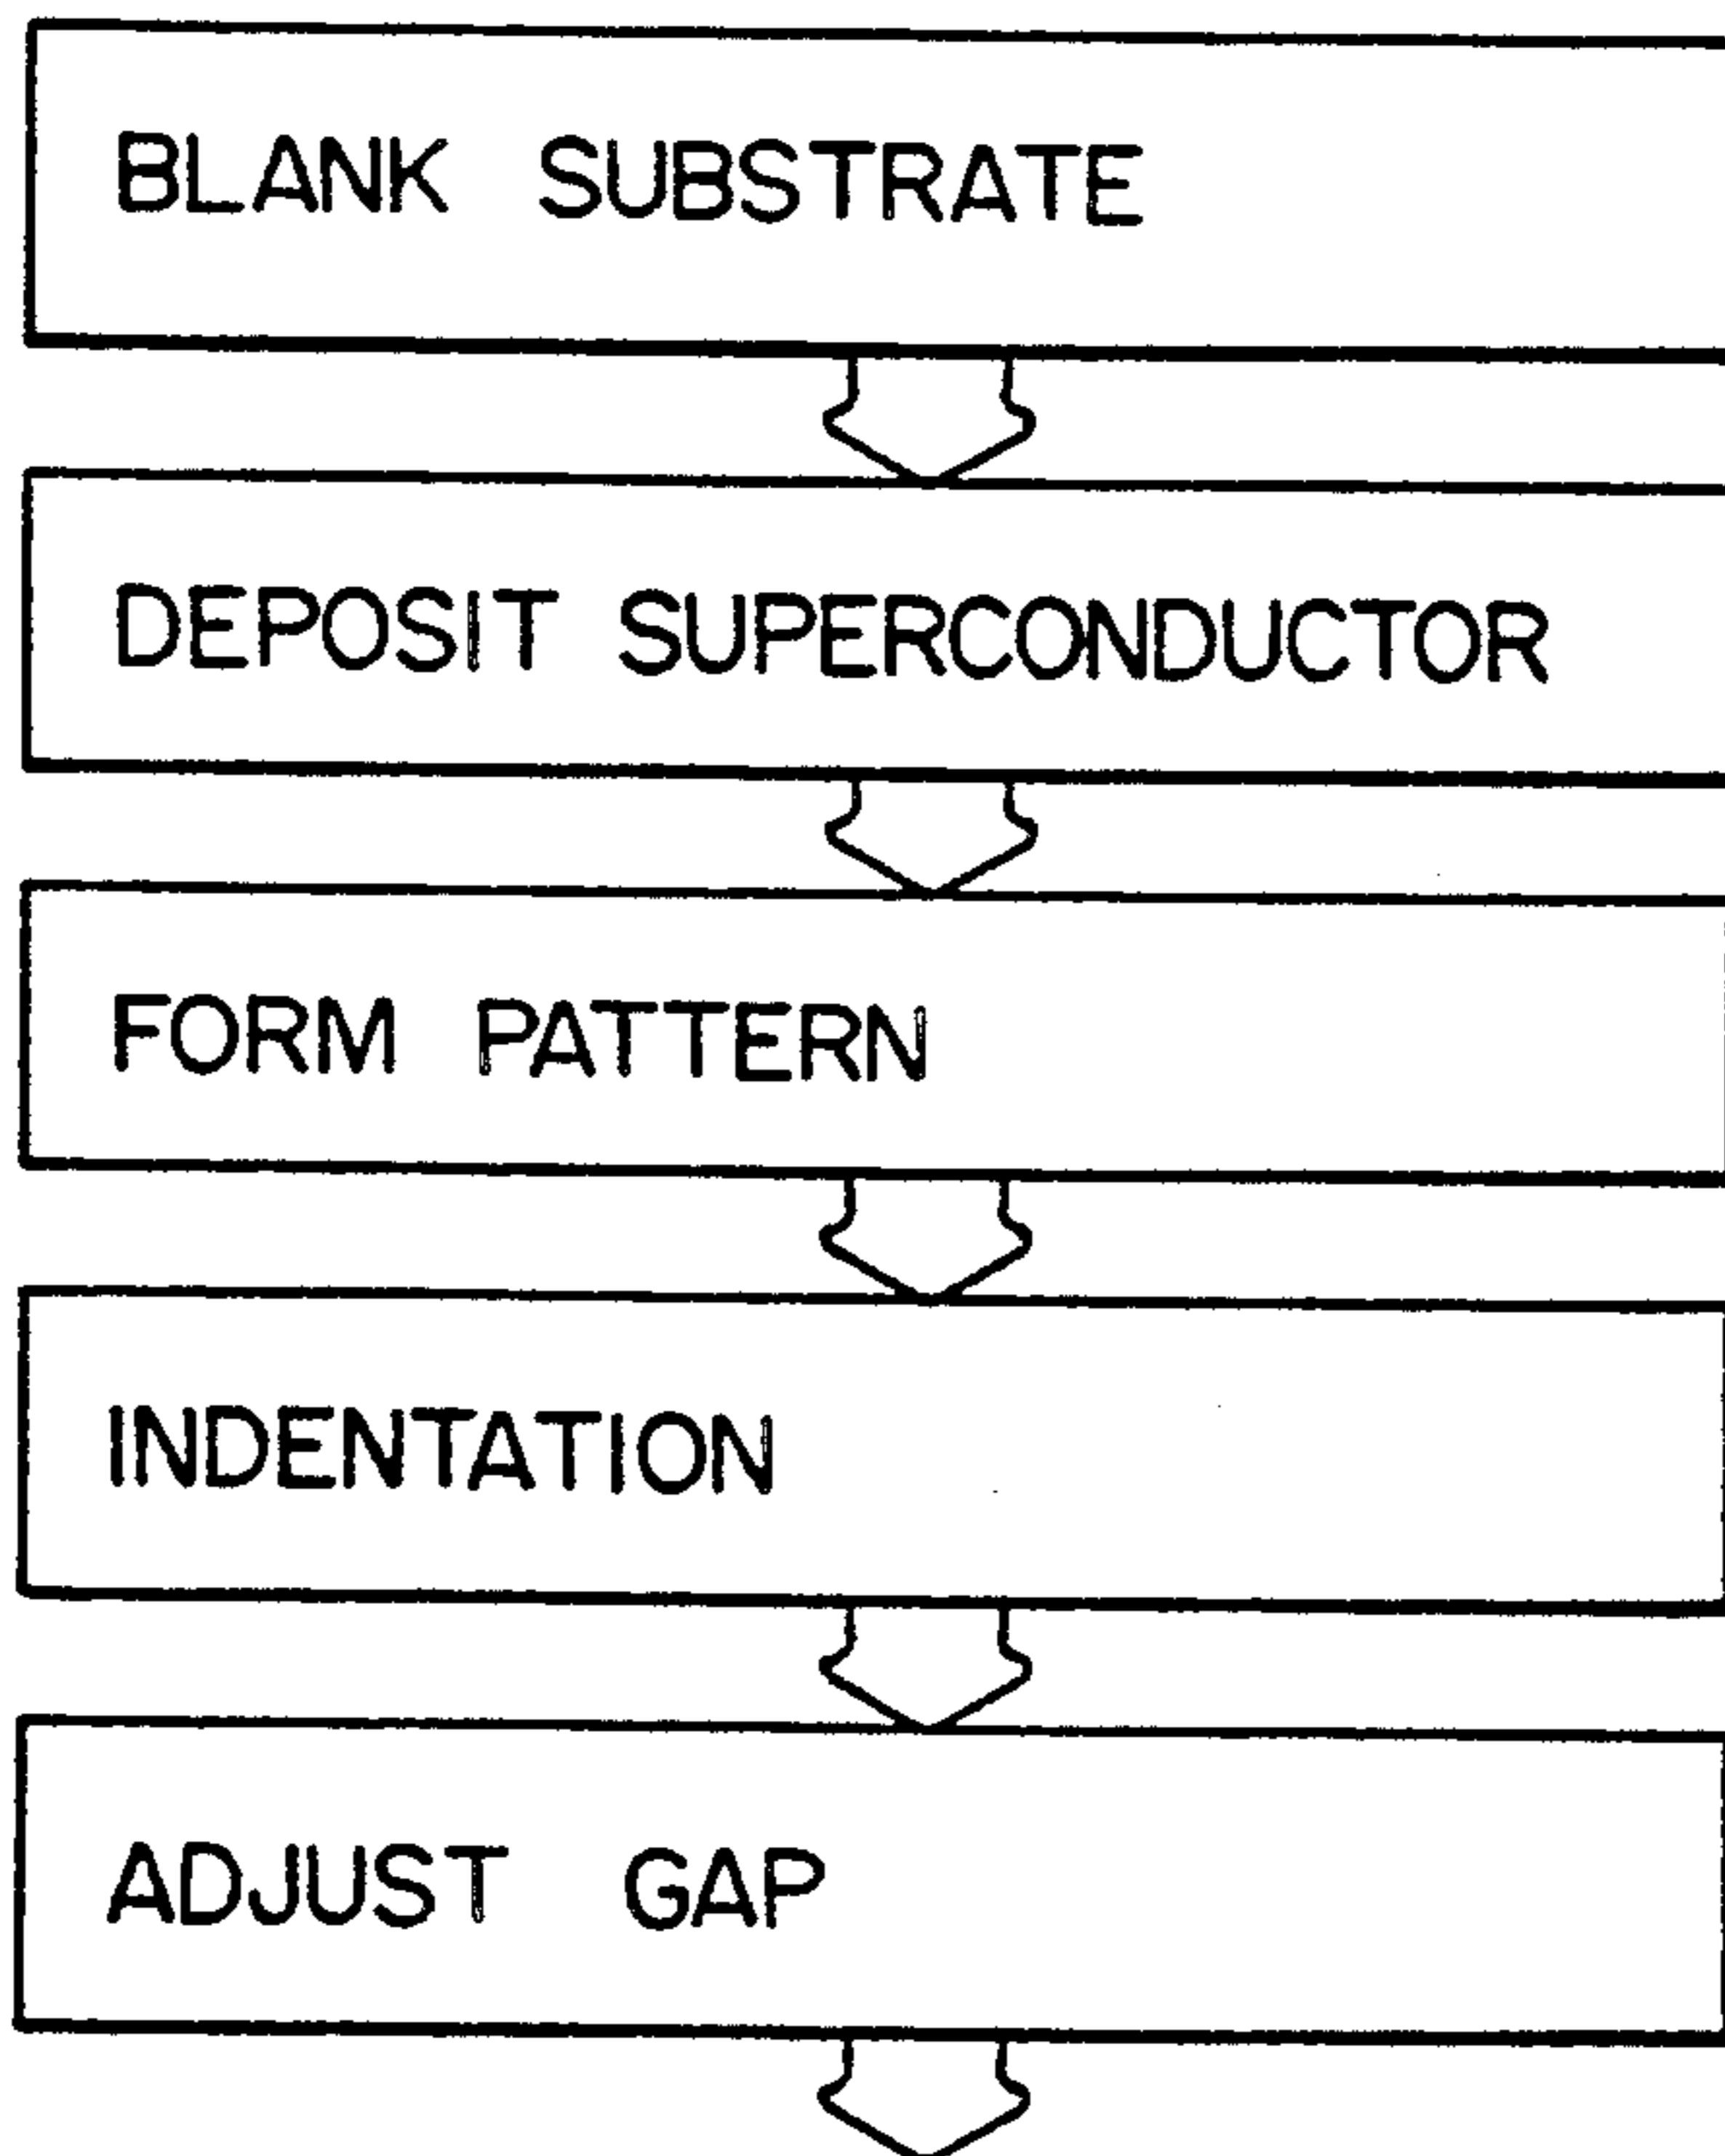 BLANK SUBSTRATE
DEPOSIT SUPERCONDUCTOR
FORM PATTERN
INDENTATION
ADJUST GAP